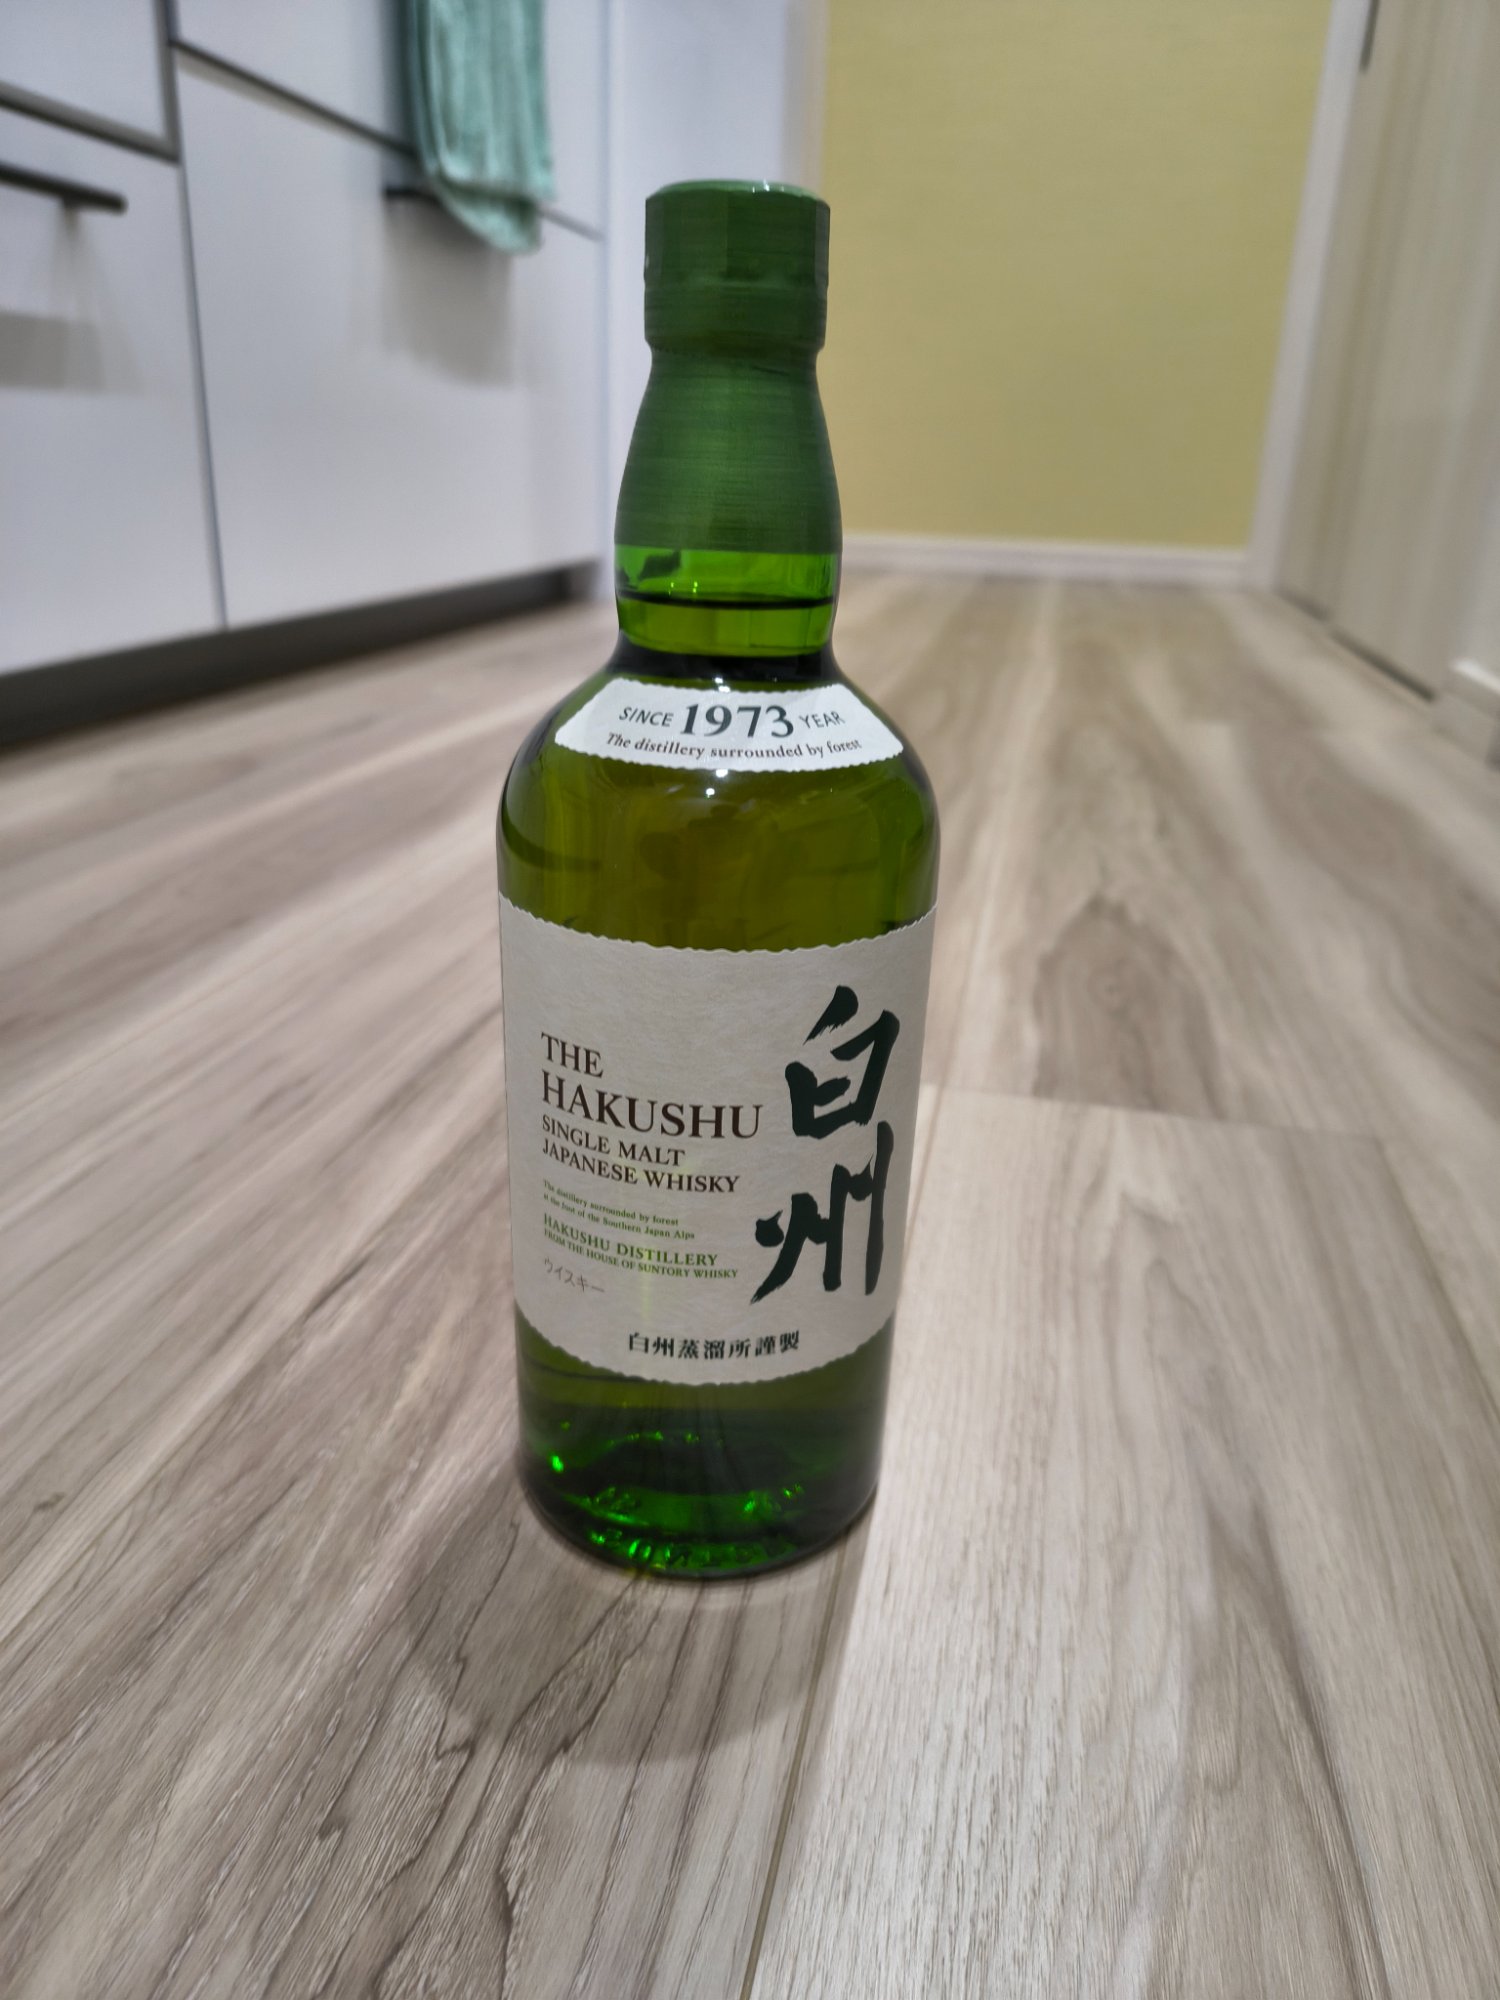 SINCE 1973 YEAR
The distillery surrounded by forest
THE
HAKUSHU
SINGLE MALT
JAPANESE WHISKY
The distillery surrounded by forest
at the foot of the Southern Japan Alps
HAKUSHU DISTILLERY
FROM THE HOUSE OF SUNTORY WHISKY
ウイスキー
白州
白州蒸溜所謹製